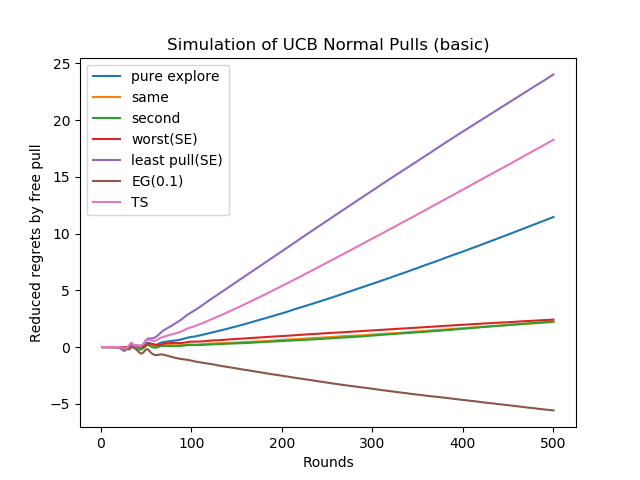 Simulation of UCB Normal Pulls (basic)
Reduced regrets by free pull
25
20
15
10
5
0
−5
pure explore
same
second
worst(SE)
least pull(SE)
EG(0.1)
TS
0 100 200 300 400 500
Rounds